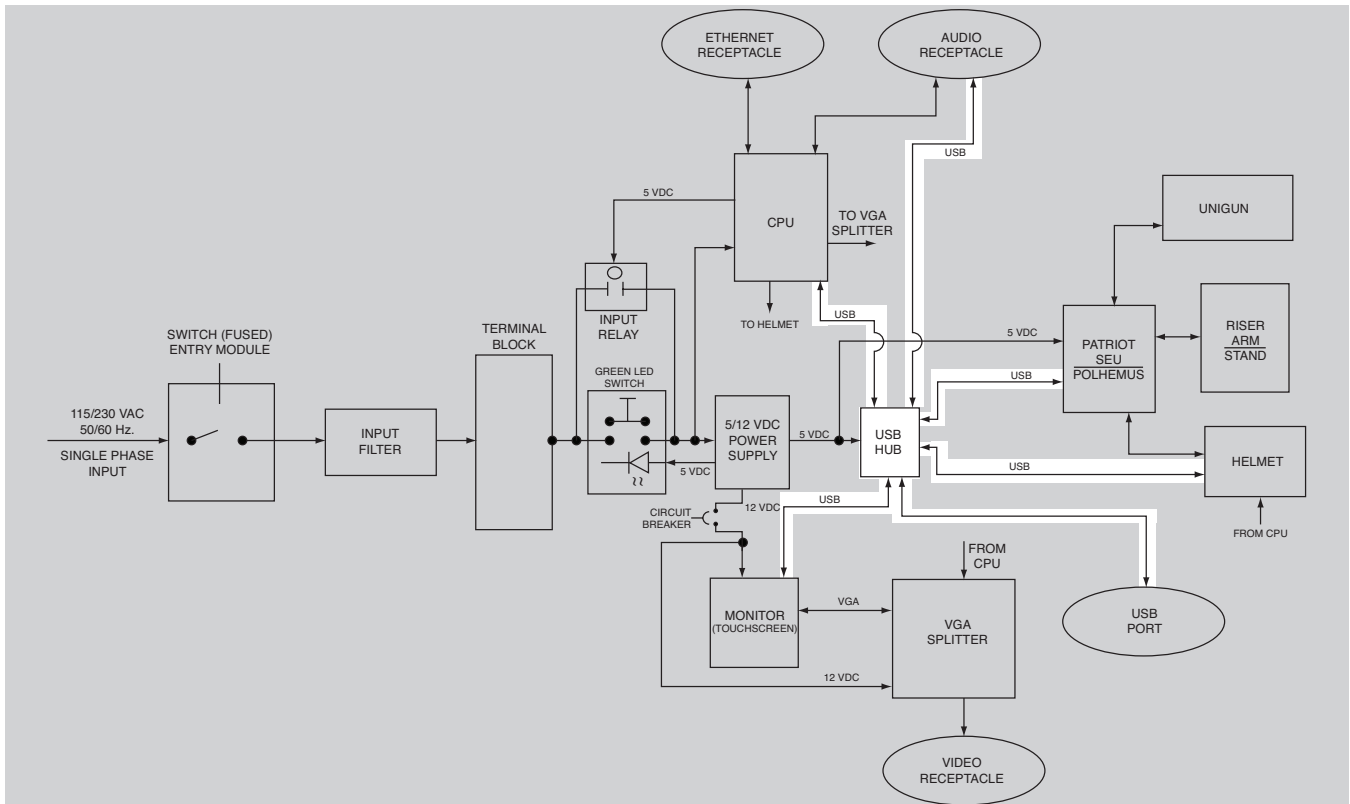 ETHERNET
RECEPTACLE
AUDIO
RECEPTACLE
USB
5 VDC
CPU
TO VGA
SPLITTER
UNIGUN
INPUT
RELAY
TO HELMET
USB
SWITCH (FUSED)
ENTRY MODULE
TERMINAL
BLOCK
5 VDC
PATRIOT
SEU
POLHEMUS
RISER
ARM
STAND
GREEN LED
SWITCH
USB
115/230 VAC
50/60 Hz.
SINGLE PHASE
INPUT
INPUT
FILTER
5/12 VDC
POWER
SUPPLY
5 VDC
5 VDC
USB
HUB
USB
HELMET
FROM CPU
CIRCUIT
BREAKER
12 VDC
USB
FROM
CPU
MONITOR
(TOUCHSCREEN)
VGA
VGA
SPLITTER
USB
PORT
12 VDC
VIDEO
RECEPTACLE